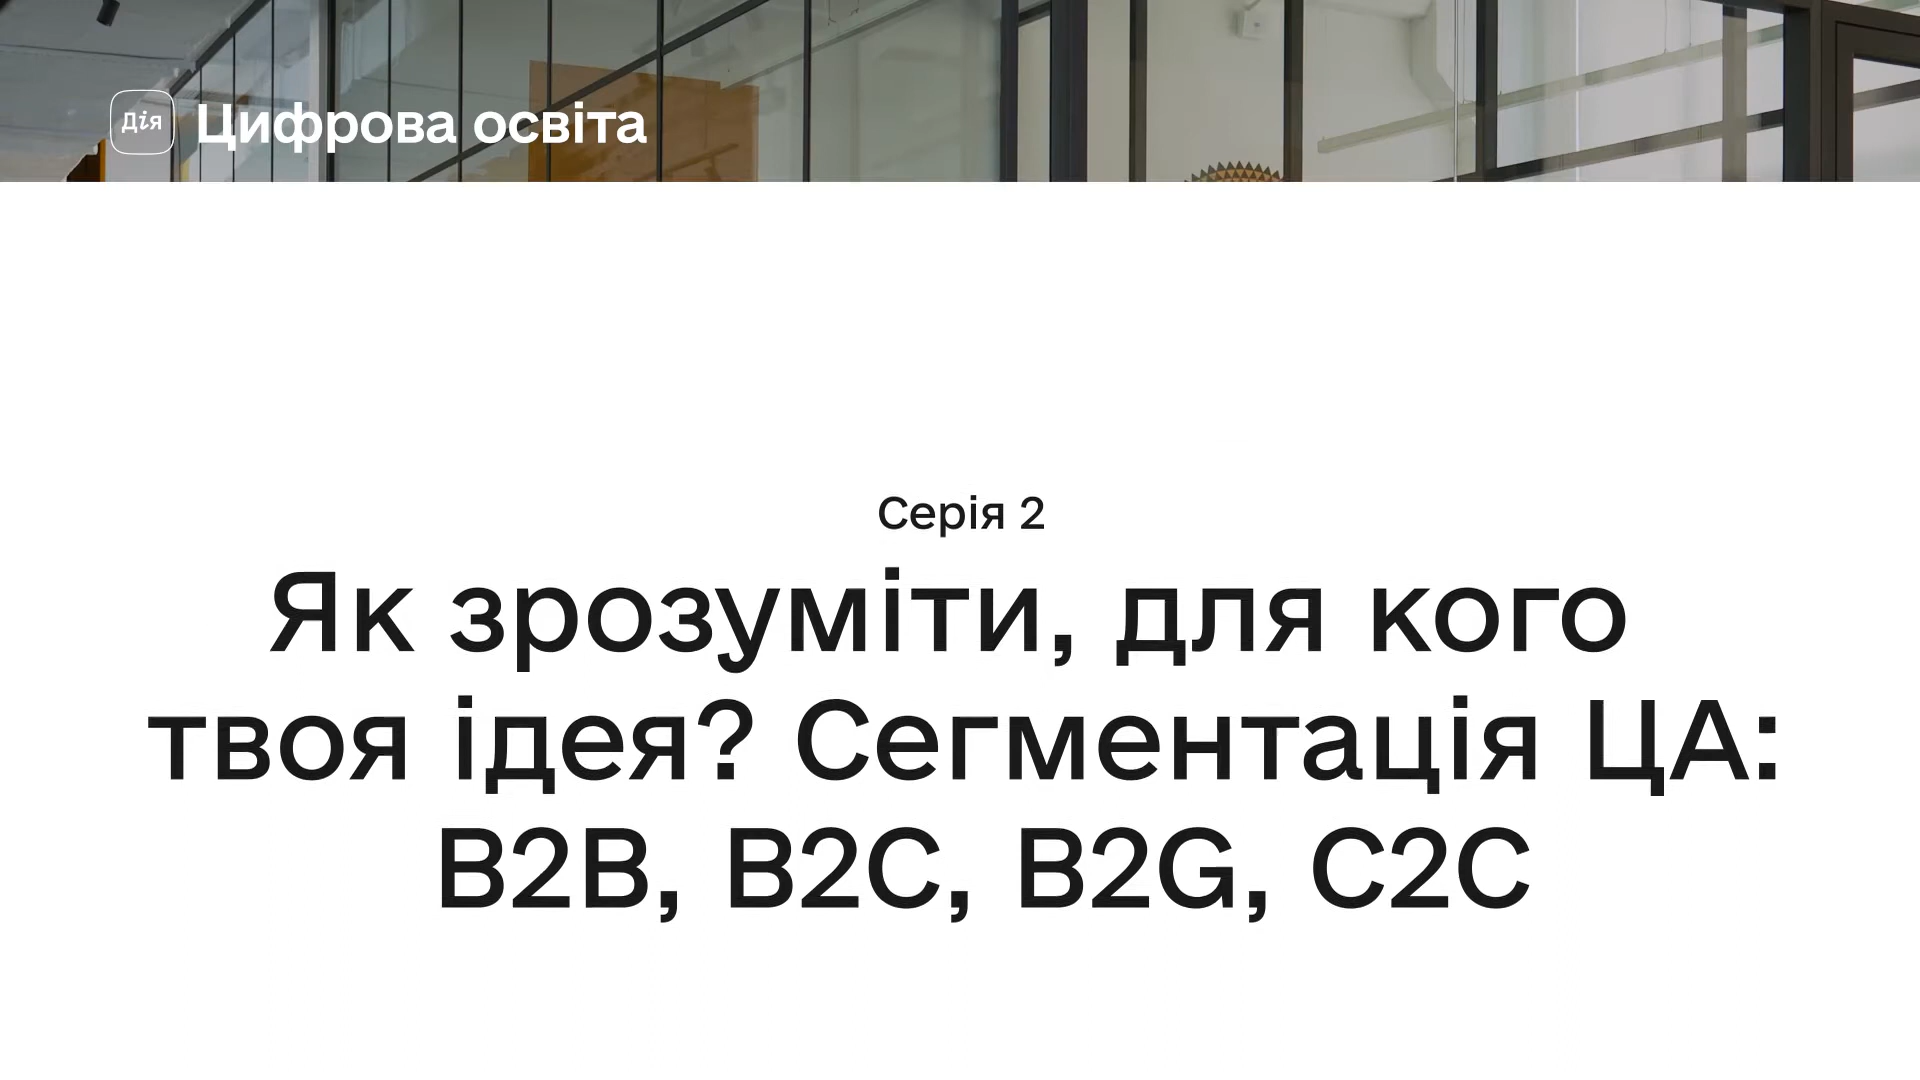 Дія Цифрова освіта
Серія 2
Як зрозуміти, для кого
твоя ідея? Сегментація ЦА:
B2B, B2C, B2G, C2C